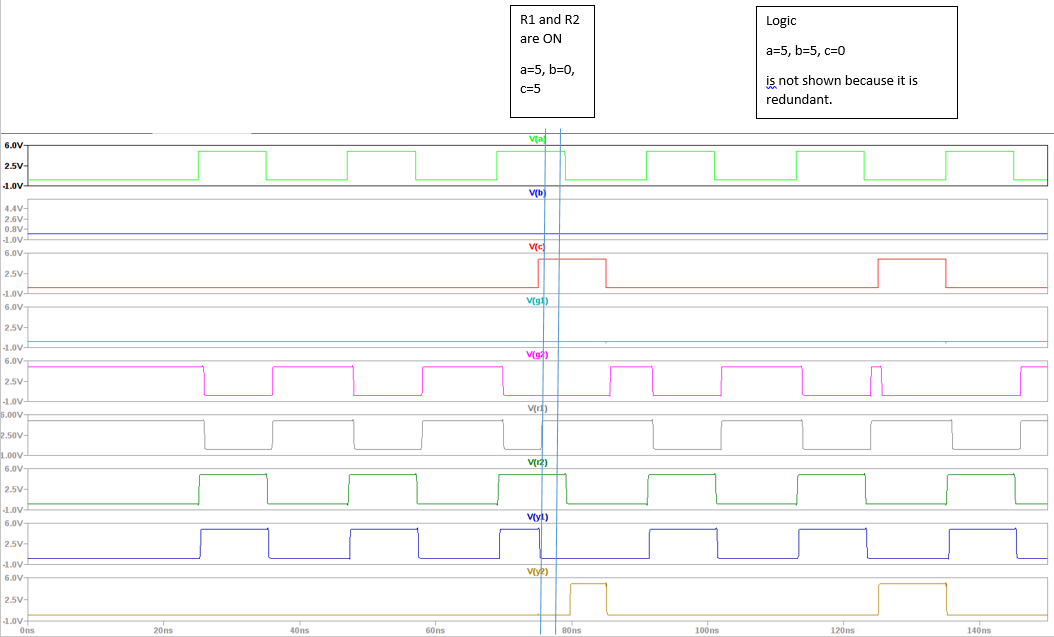 R1 and R2
are ON
a=5, b=0,
c=5
Logic
a=5, b=5, c=0
is not shown because it is
redundant.
V(a)
6.0V
2.5V
-1.0V
V(b)
4.4V
2.6V
0.8V
-1.0V
V(c)
6.0V
2.5V
-1.0V
V(g1)
6.0V
2.5V
-1.0V
V(g2)
6.0V
2.5V
-1.0V
V(r1)
6.00V
2.50V
1.00V
V(r2)
6.0V
2.5V
-1.0V
V(y1)
6.0V
2.5V
-1.0V
V(y2)
6.0V
2.5V
-1.0V
0ns 20ns 40ns 60ns 80ns 100ns 120ns 140ns